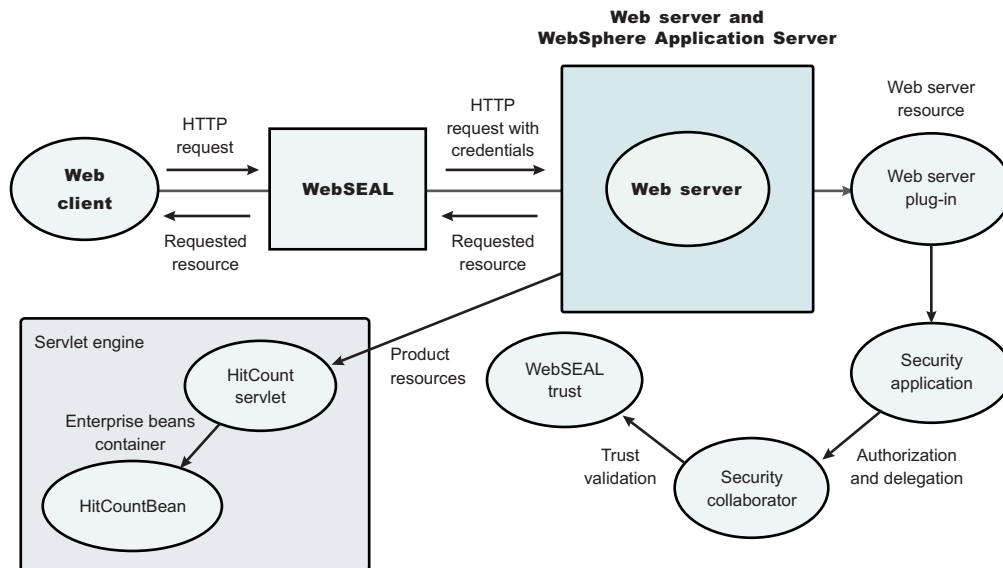 Web server and
WebSphere Application Server
Web server
resource
HTTP
request
HTTP
request with
credentials
Web
client
WebSEAL
Web server
Web server
plug-in
Requested
resource
Requested
resource
Servlet engine
HitCount
servlet
Product
resources
WebSEAL
trust
Security
application
Enterprise beans
container
Trust
validation
Authorization
and delegation
HitCountBean
Security
collaborator